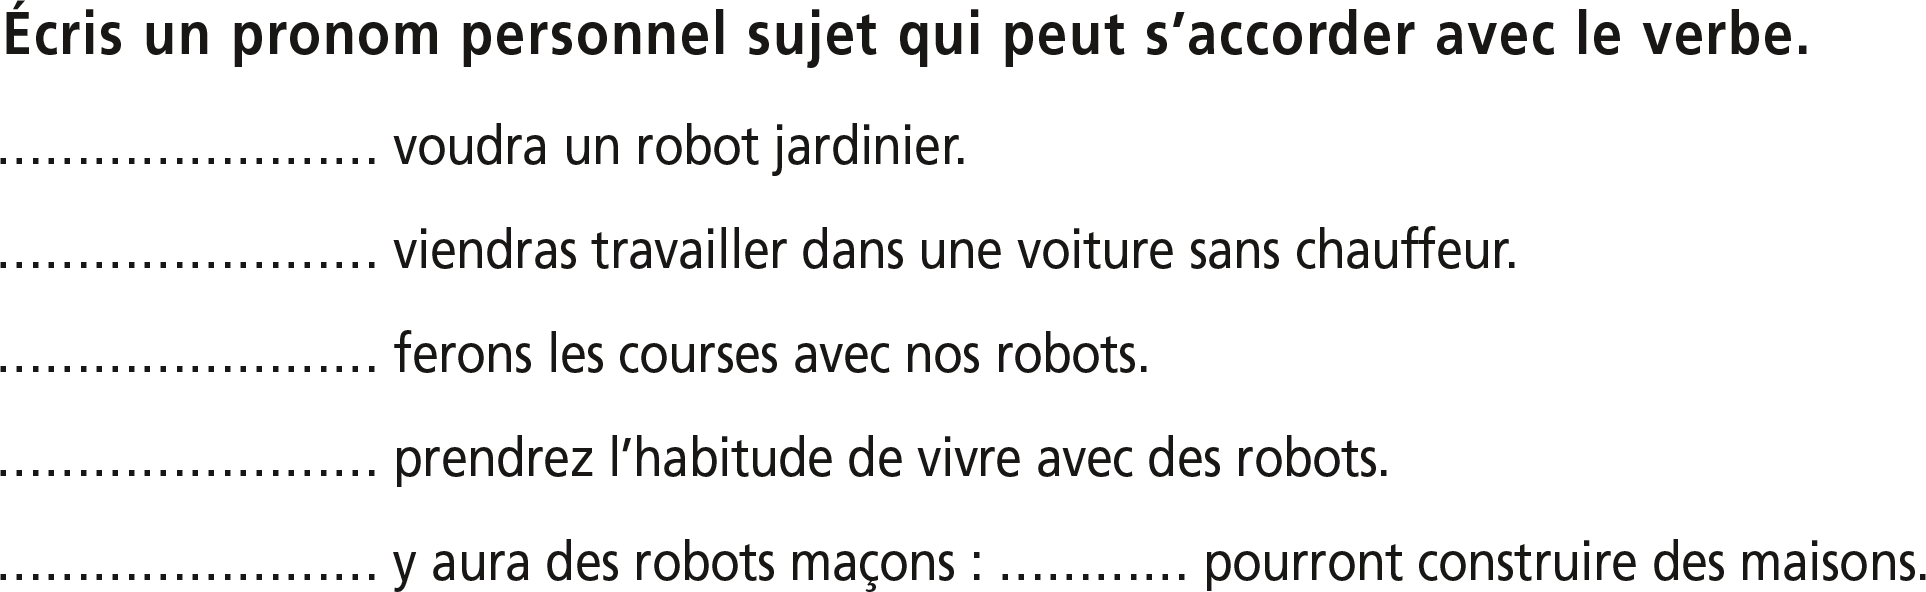 Écris un pronom personnel sujet qui peut s’accorder avec le verbe.
........................ voudra un robot jardinier.
........................ viendras travailler dans une voiture sans chauffeur.
........................ ferons les courses avec nos robots.
........................ prendrez l’habitude de vivre avec des robots.
........................ y aura des robots maçons : ............ pourront construire des maisons.